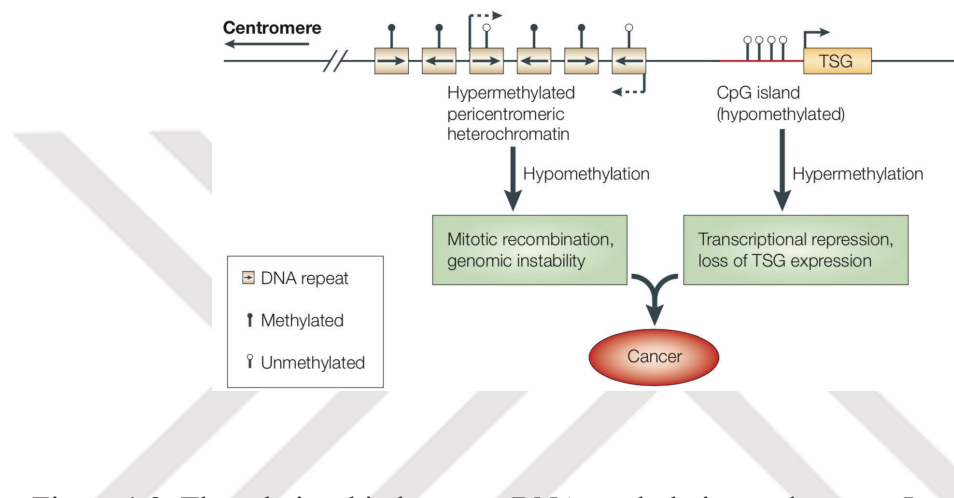 Centromere
TSG
Hypermethylated
pericentromeric
heterochromatin
CpG island
(hypomethylated)
Hypomethylation
Hypermethylation
Mitotic recombination,
genomic instability
Transcriptional repression,
loss of TSG expression
DNA repeat
Methylated
Unmethylated
Cancer